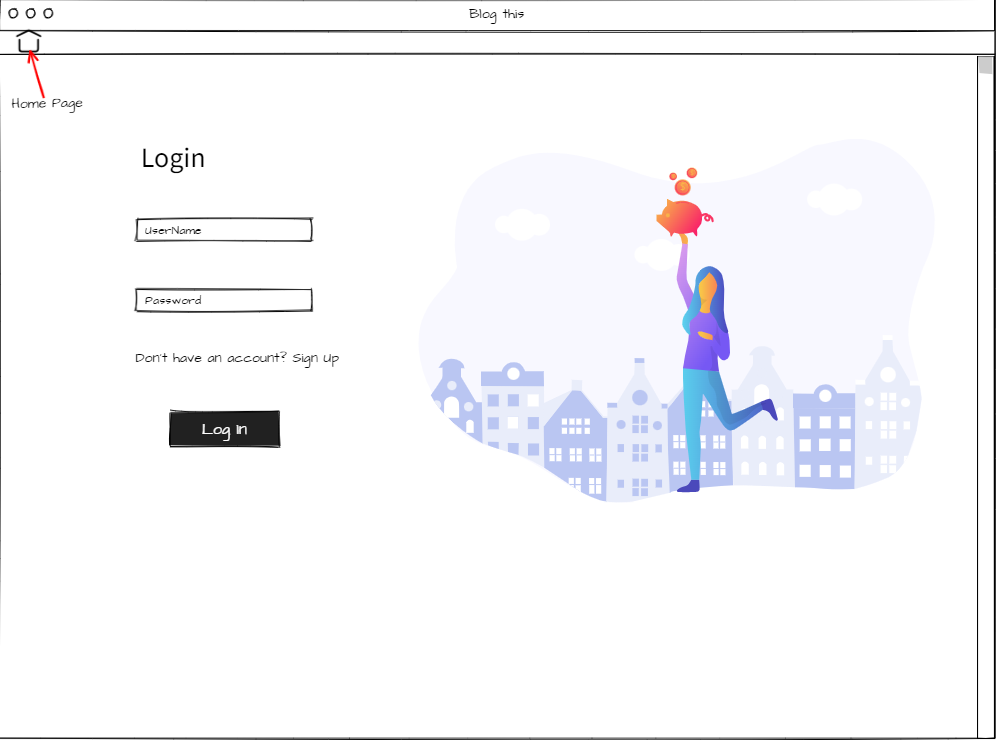 Blog this
Home Page
Login
UserName
Password
Don't have an account? Sign Up
Log In